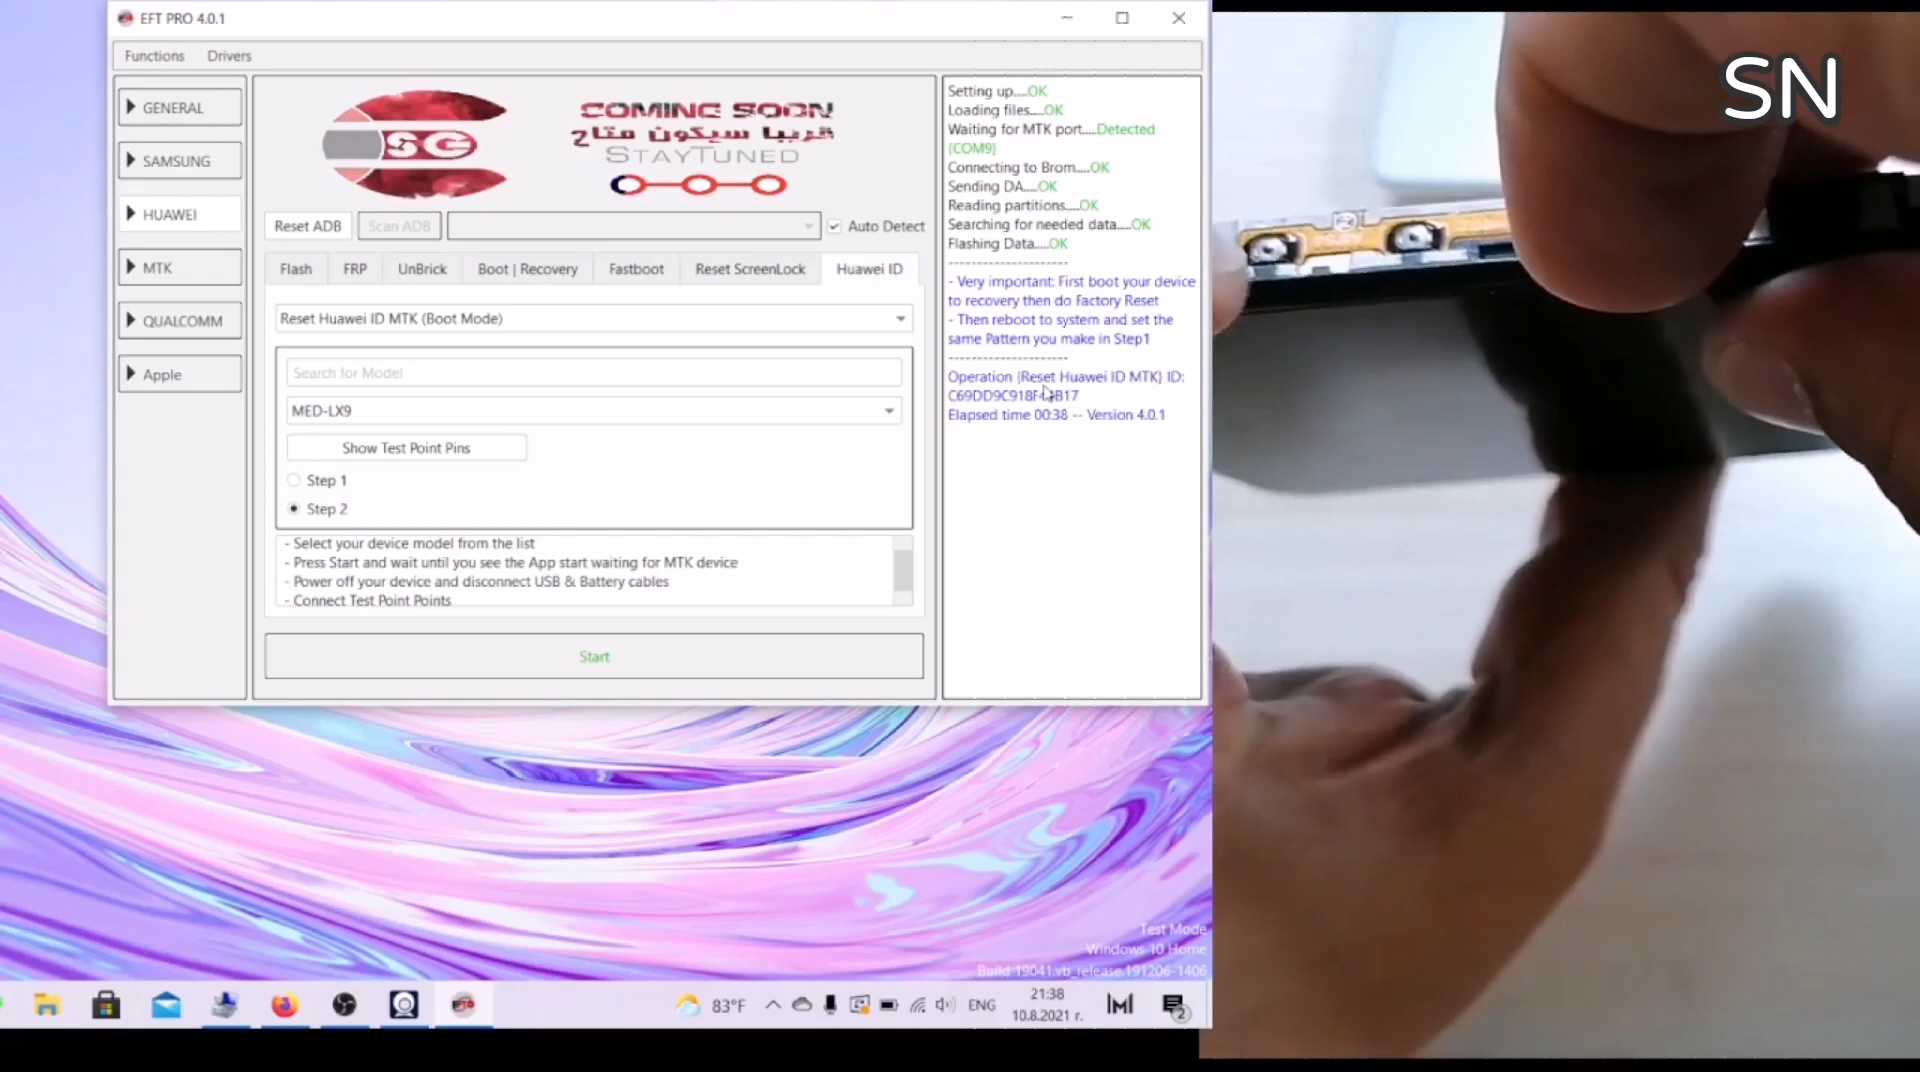 EFT PRO 4.0.1
Functions Drivers
GENERAL
SAMSUNG
HUAWEI
MTK
QUALCOMM
Apple
SG
COMING SOON
قريبا سيكون متاح
STAYTUNED
Reset ADB Scan ADB Auto Detect
Flash FRP UnBrick Boot | Recovery Fastboot Reset ScreenLock Huawei ID
Reset Huawei ID MTK (Boot Mode)
Search for Model
MED-LX9
Show Test Point Pins
Step 1
Step 2
- Select your device model from the list
- Press Start and wait until you see the App start waiting for MTK device
- Power off your device and disconnect USB & Battery cables
- Connect Test Point Points
Start
Setting up....OK
Loading files....OK
Waiting for MTK port....Detected
(COM9)
Connecting to Brom....OK
Sending DA....OK
Reading partitions....OK
Searching for needed data....OK
Flashing Data....OK
---------------------
- Very important: First boot your device
to recovery then do Factory Reset
- Then reboot to system and set the
same Pattern you make in Step1
---------------------
Operation (Reset Huawei ID MTK) ID:
Elapsed time 00:38 -- Version 4.0.1
SN
Test Mode
Windows 10 Home
Build 19041.vb_release.191206-1406
83°F ENG
21:38
10.8.2021 г.
2